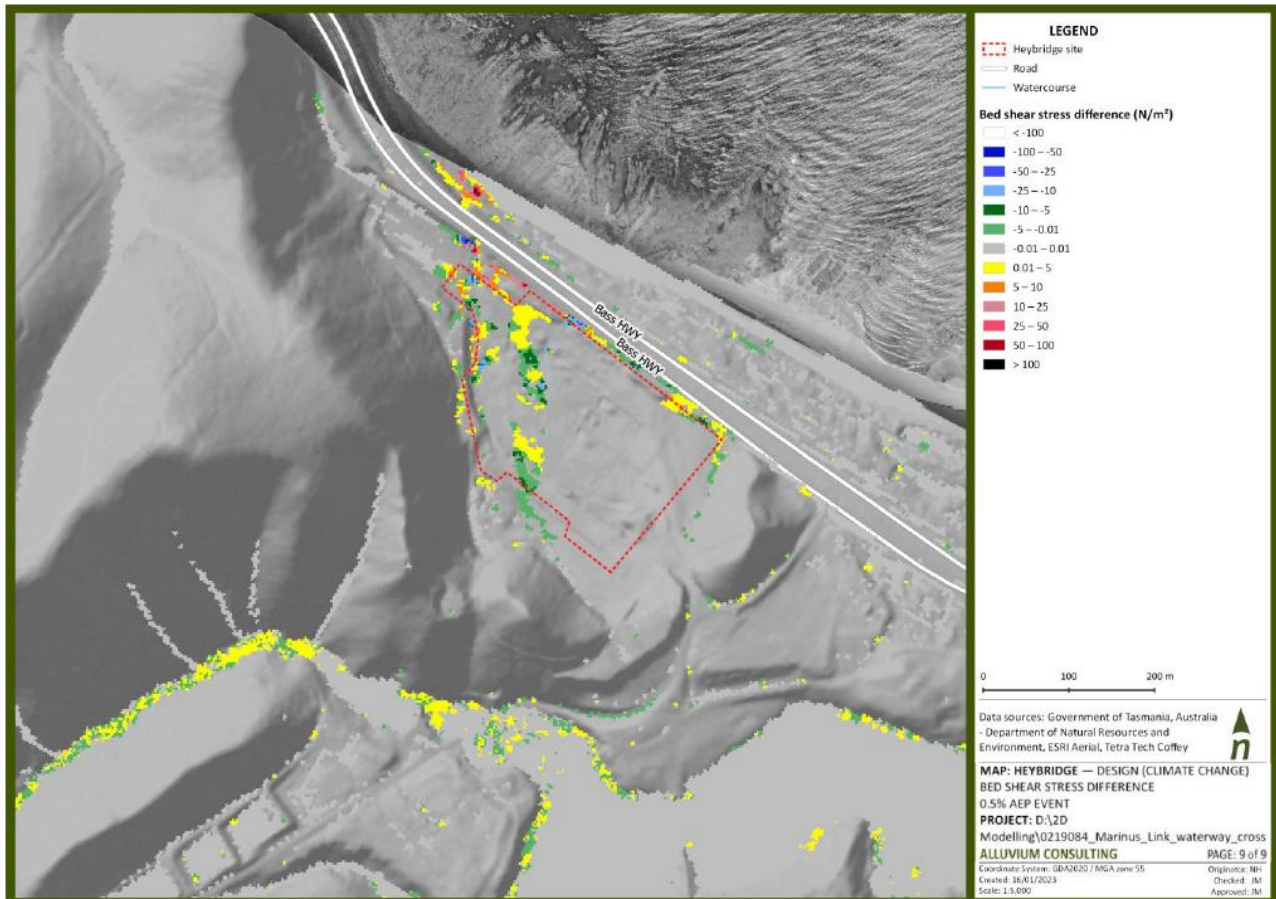 Bass HWY
Bass HWY
LEGEND
Heybridge site
Road
Watercourse
Bed shear stress difference (N/m²)
< -100
-100 – -50
-50 – -25
-25 – -10
-10 – -5
-5 – -0.01
-0.01 – 0.01
0.01 – 5
5 – 10
10 – 25
25 – 50
50 – 100
> 100
0 100 200 m
Data sources: Government of Tasmania, Australia
- Department of Natural Resources and
Environment, ESRI Aerial, Tetra Tech Coffey
n
MAP: HEYBRIDGE — DESIGN (CLIMATE CHANGE)
BED SHEAR STRESS DIFFERENCE
0.5% AEP EVENT
PROJECT: D:\2D
Modelling\0219084_Marinus_Link_waterway_cross
ALLUVIUM CONSULTING PAGE: 9 of 9
Coordinate System: GDA2020 / MGA zone 55 Originator: NH
Created: 16/01/2023 Checked: JM
Scale: 1:5,000 Approved: JM